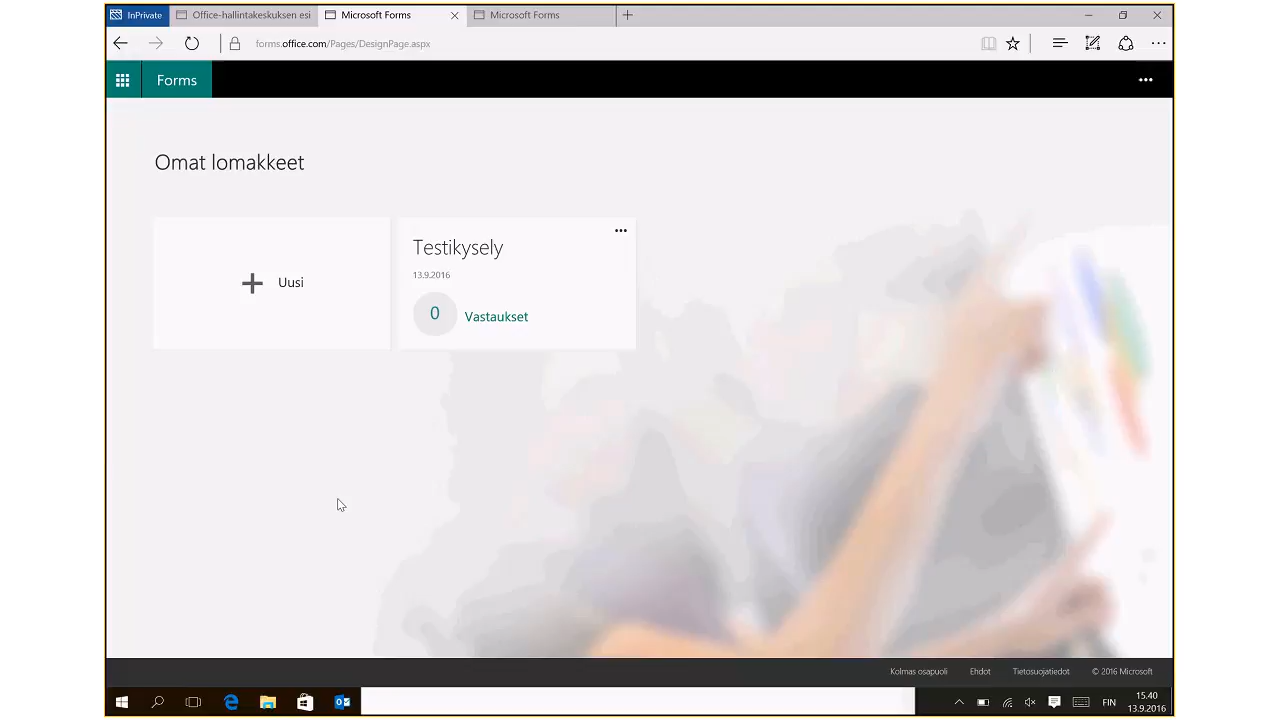 InPrivate
Office-hallintakeskuksen esi
Microsoft Forms
Microsoft Forms
forms.office.com/Pages/DesignPage.aspx
Forms
Omat lomakkeet
Uusi
Testikysely
13.9.2016
0
Vastaukset
Kolmas osapuoli
Ehdot
Tietosuojatiedot
© 2016 Microsoft
FIN
15.40
13.9.2016